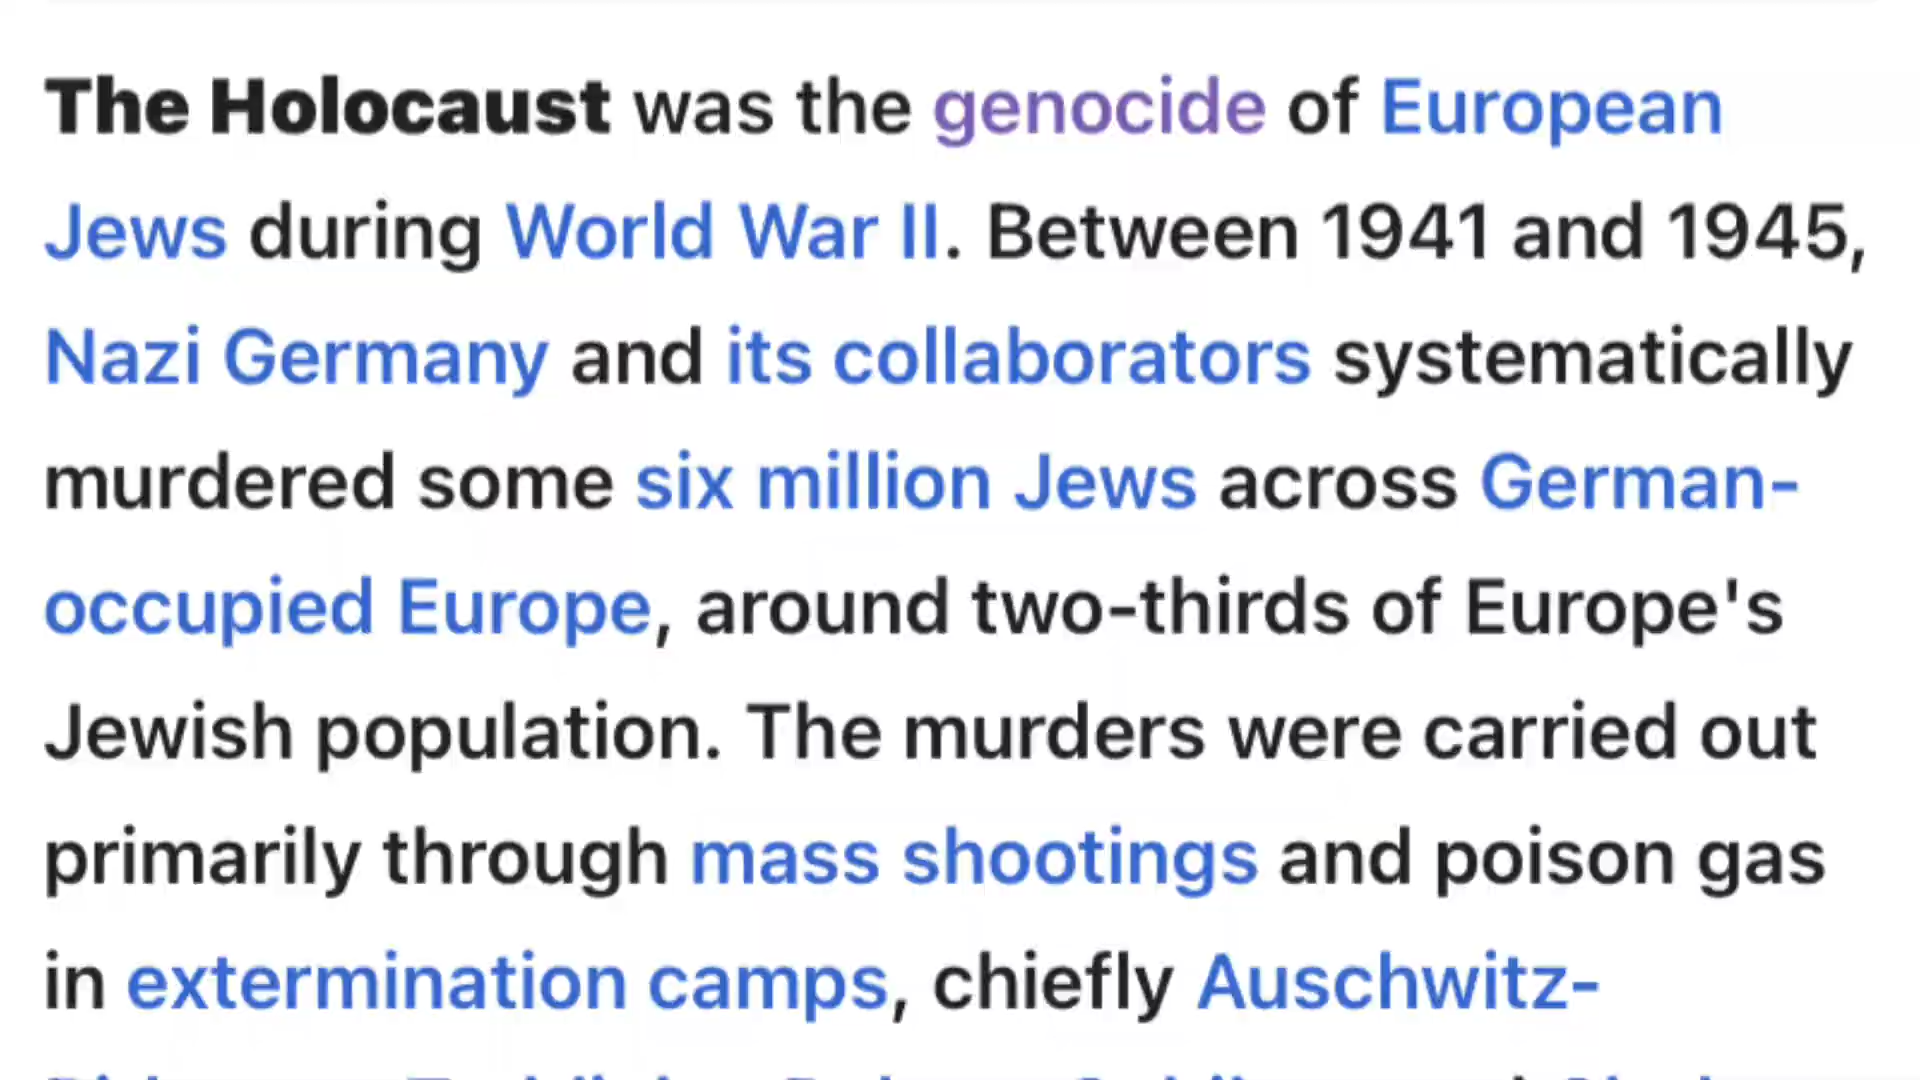 The Holocaust was the genocide of European
Jews during World War II. Between 1941 and 1945,
Nazi Germany and its collaborators systematically
murdered some six million Jews across German-
occupied Europe, around two-thirds of Europe's
Jewish population. The murders were carried out
primarily through mass shootings and poison gas
in extermination camps, chiefly Auschwitz-